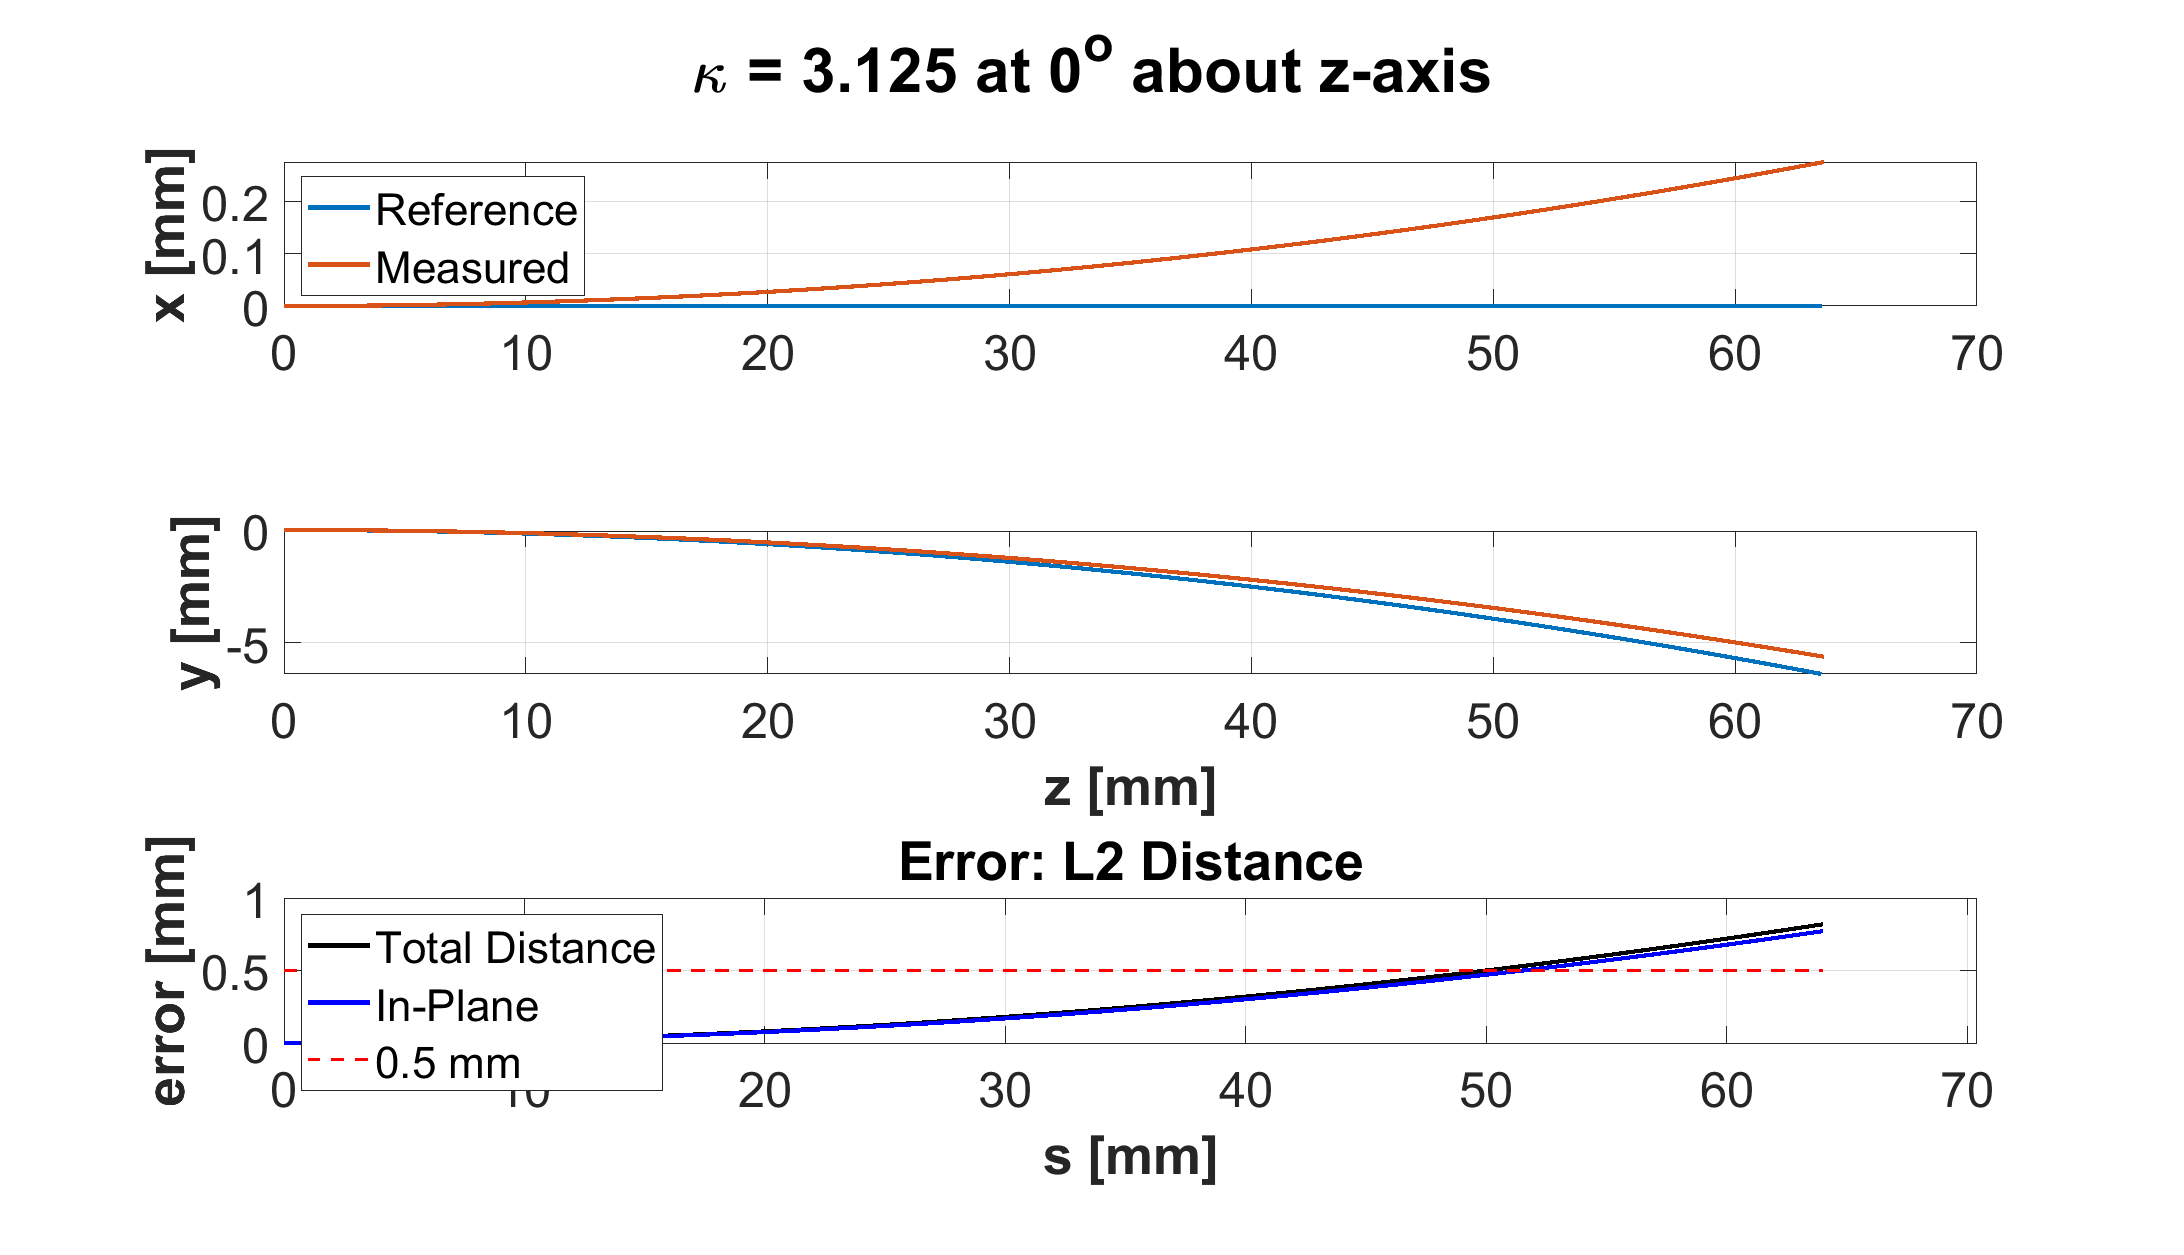 κ = 3.125 at 0° about z-axis
x [mm]
0.2
0.1
0
Reference
Measured
0 10 20 30 40 50 60 70
y [mm]
0
-5
0 10 20 30 40 50 60 70
z [mm]
Error: L2 Distance
error [mm]
1
0.5
0
Total Distance
In-Plane
0.5 mm
0 10 20 30 40 50 60 70
s [mm]